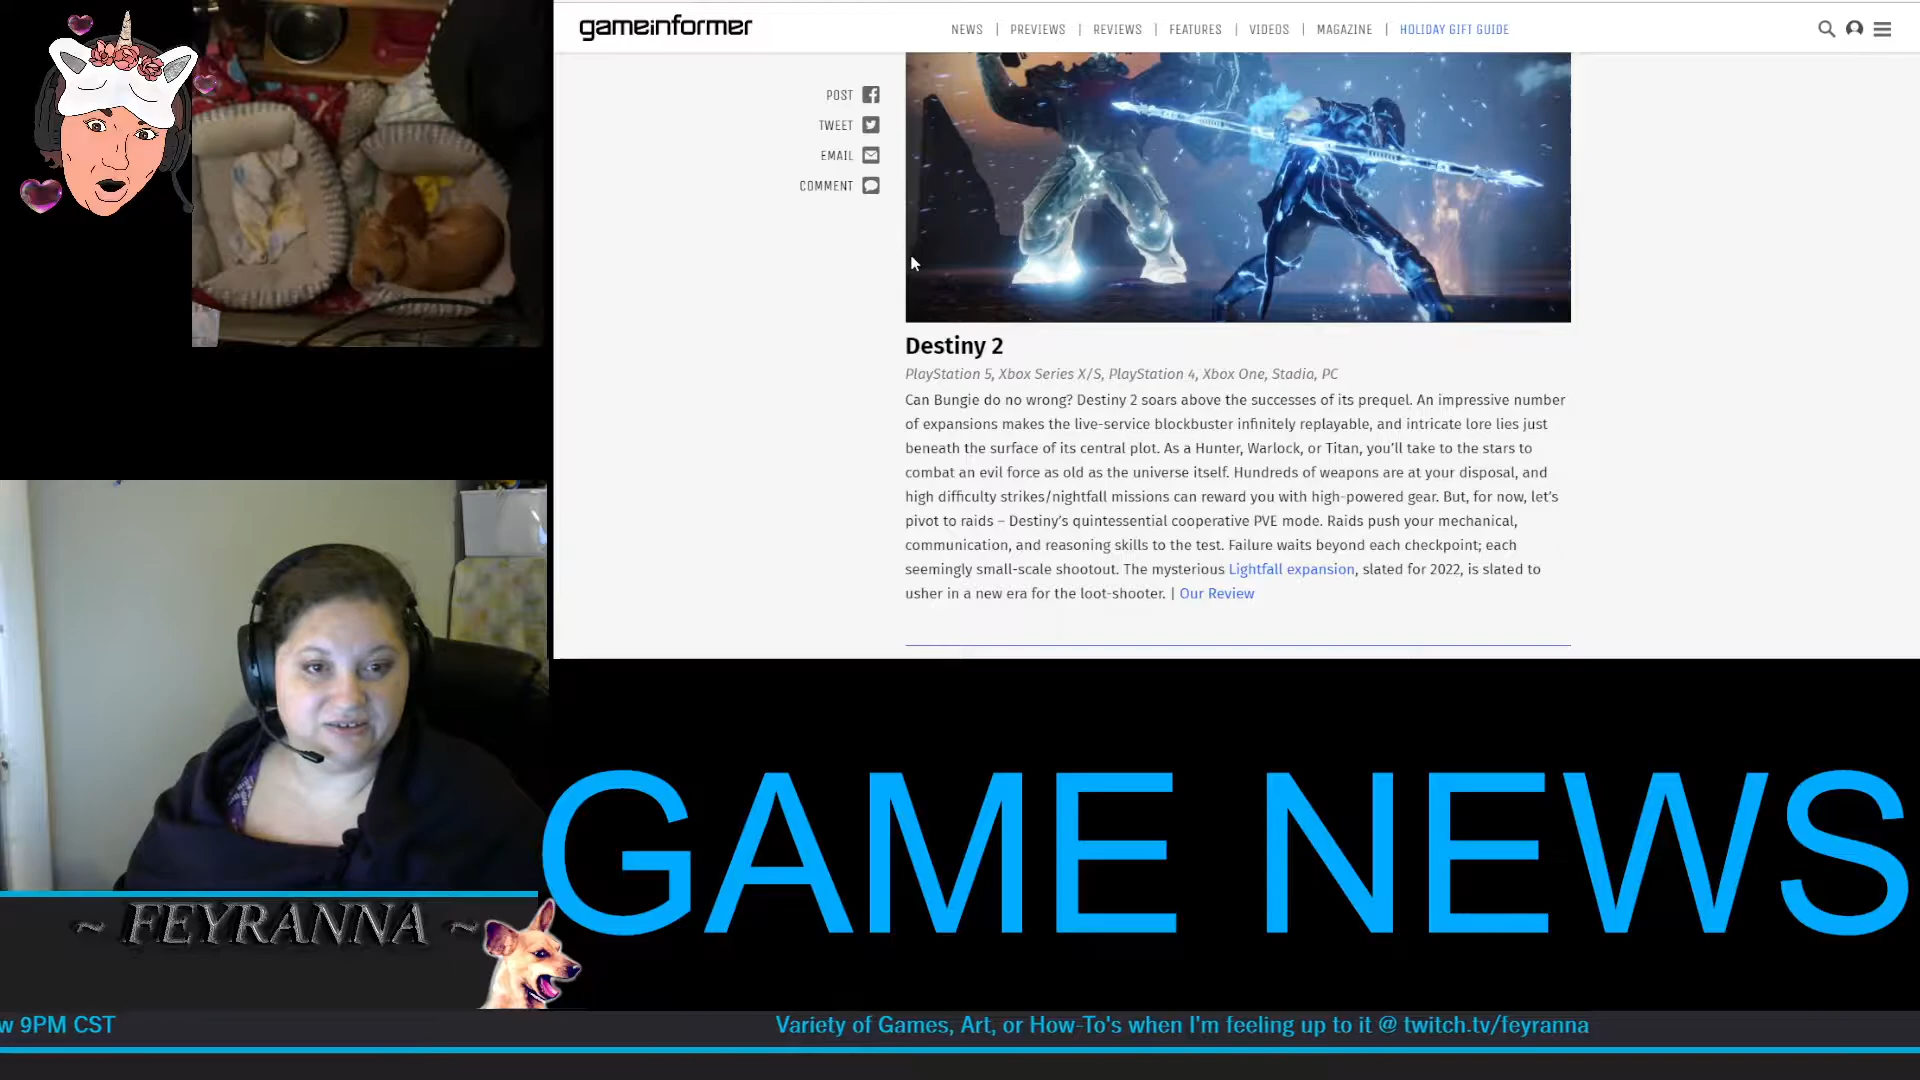 gameinformer
NEWS | PREVIEWS | REVIEWS | FEATURES | VIDEOS | MAGAZINE | HOLIDAY GIFT GUIDE
POST
TWEET
EMAIL
COMMENT
Destiny 2
PlayStation 5, Xbox Series X/S, PlayStation 4, Xbox One, Stadia, PC
Can Bungie do no wrong? Destiny 2 soars above the successes of its prequel. An impressive number
of expansions makes the live-service blockbuster infinitely replayable, and intricate lore lies just
beneath the surface of its central plot. As a Hunter, Warlock, or Titan, you'll take to the stars to
combat an evil force as old as the universe itself. Hundreds of weapons are at your disposal, and
high difficulty strikes/nightfall missions can reward you with high-powered gear. But, for now, let's
pivot to raids – Destiny's quintessential cooperative PVE mode. Raids push your mechanical,
communication, and reasoning skills to the test. Failure waits beyond each checkpoint; each
seemingly small-scale shootout. The mysterious Lightfall expansion, slated for 2022, is slated to
usher in a new era for the loot-shooter. | Our Review
GAME NEWS
~ FEYRANNA ~
w 9PM CST
Variety of Games, Art, or How-To's when I'm feeling up to it @ twitch.tv/feyranna